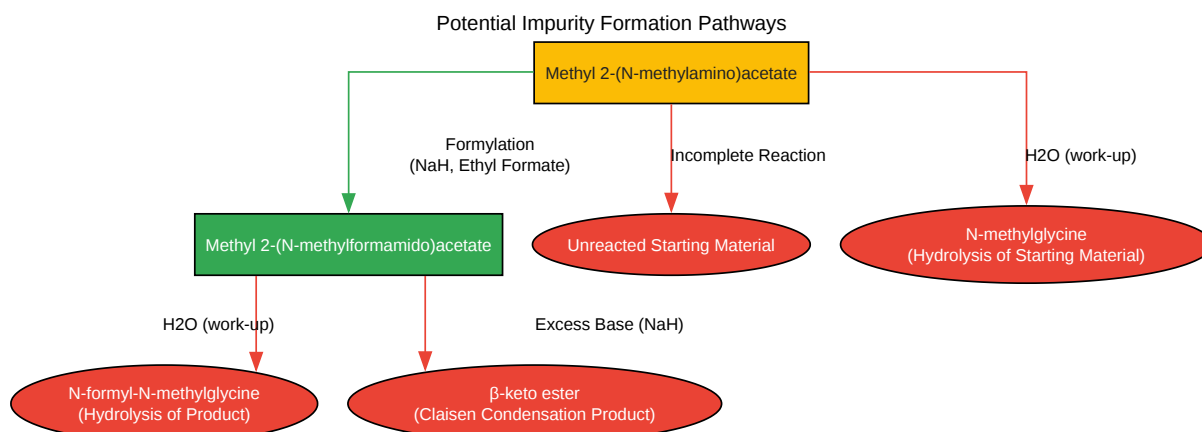 Potential Impurity Formation Pathways
Methyl 2-(N-methylamino)acetate
Formylation
(NaH, Ethyl Formate)
Incomplete Reaction
H2O (work-up)
Methyl 2-(N-methylformamido)acetate
Unreacted Starting Material
N-methylglycine
(Hydrolysis of Starting Material)
H2O (work-up)
Excess Base (NaH)
N-formyl-N-methylglycine
(Hydrolysis of Product)
β-keto ester
(Claisen Condensation Product)